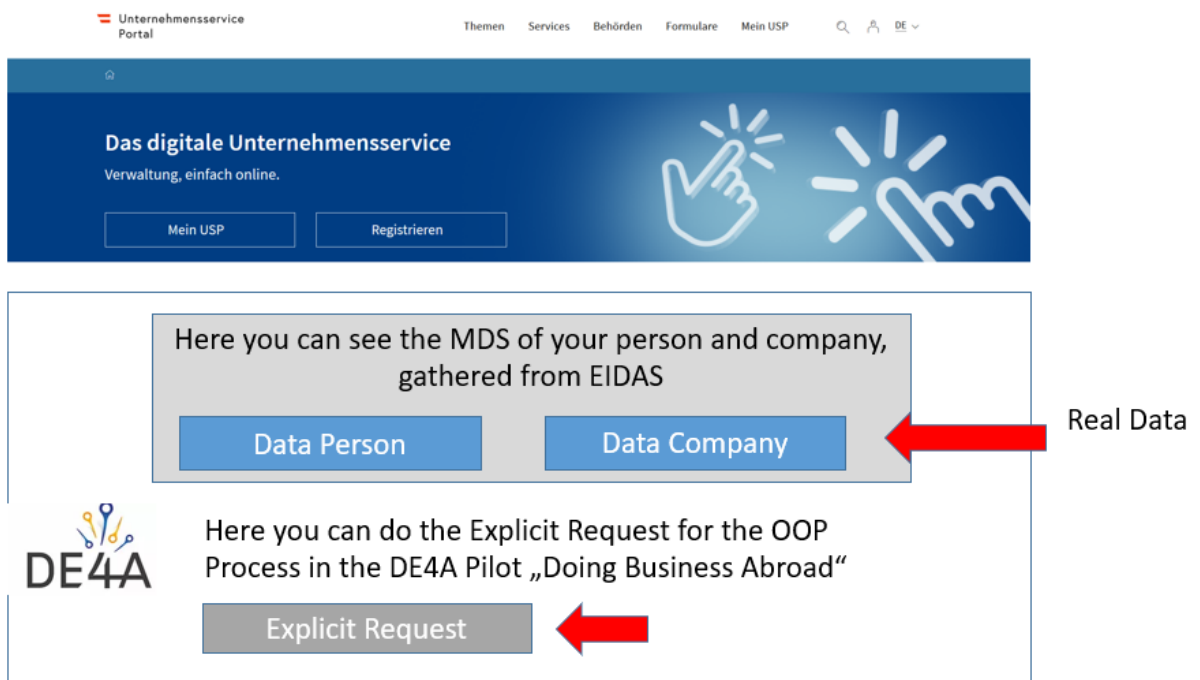 Unternehmensservice
Portal
Themen Services Behörden Formulare Mein USP DE
Das digitale Unternehmensservice
Verwaltung, einfach online.
Mein USP Registrieren
Here you can see the MDS of your person and company,
gathered from EIDAS
Data Person Data Company
Real Data
DE4A
Here you can do the Explicit Request for the OOP
Process in the DE4A Pilot „Doing Business Abroad“
Explicit Request